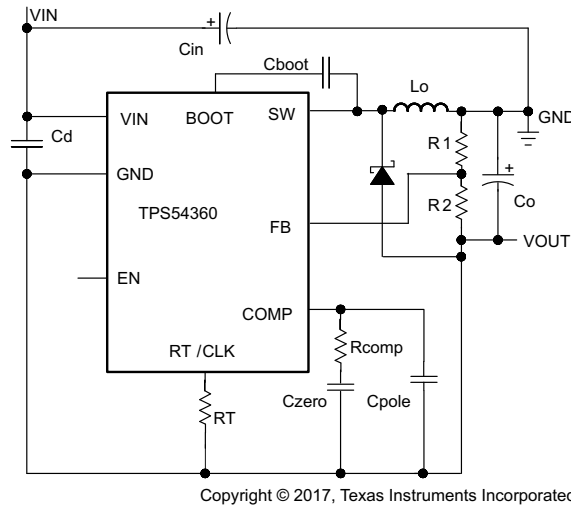 VIN
Cin
+
Cboot
Lo
GND
VIN
BOOT
SW
Cd
R1
+
GND
TPS54360
FB
R2
Co
VOUT
EN
COMP
Rcomp
RT /CLK
Czero
Cpole
RT
Copyright © 2017, Texas Instruments Incorporated